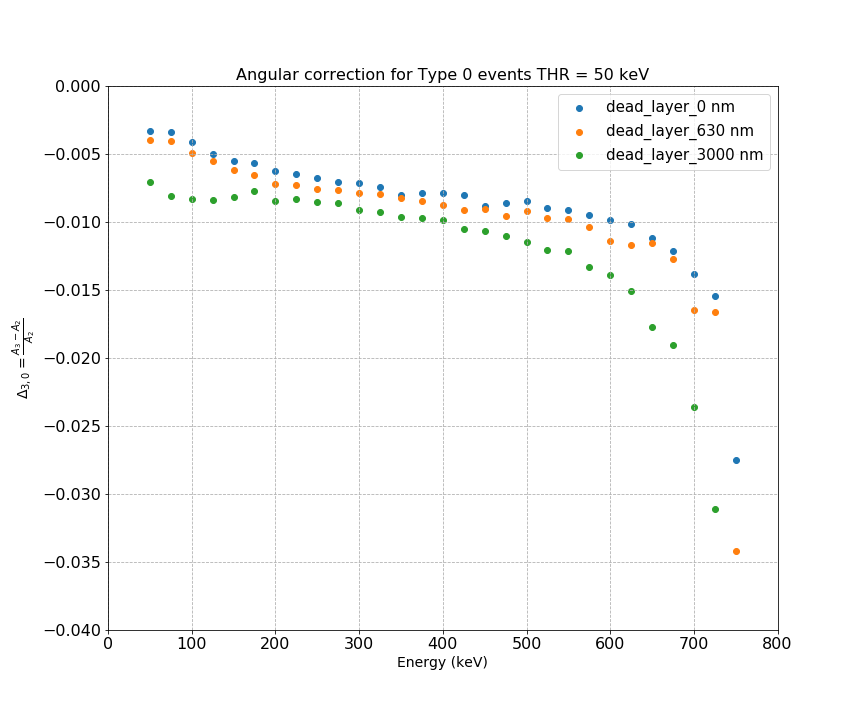 Angular correction for Type 0 events THR = 50 keV
dead_layer_0 nm
dead_layer_630 nm
dead_layer_3000 nm
0.000
−0.005
−0.010
−0.015
−0.020
−0.025
−0.030
−0.035
−0.040
Δ3,0 = A3−A2/A2
0 100 200 300 400 500 600 700 800
Energy (keV)